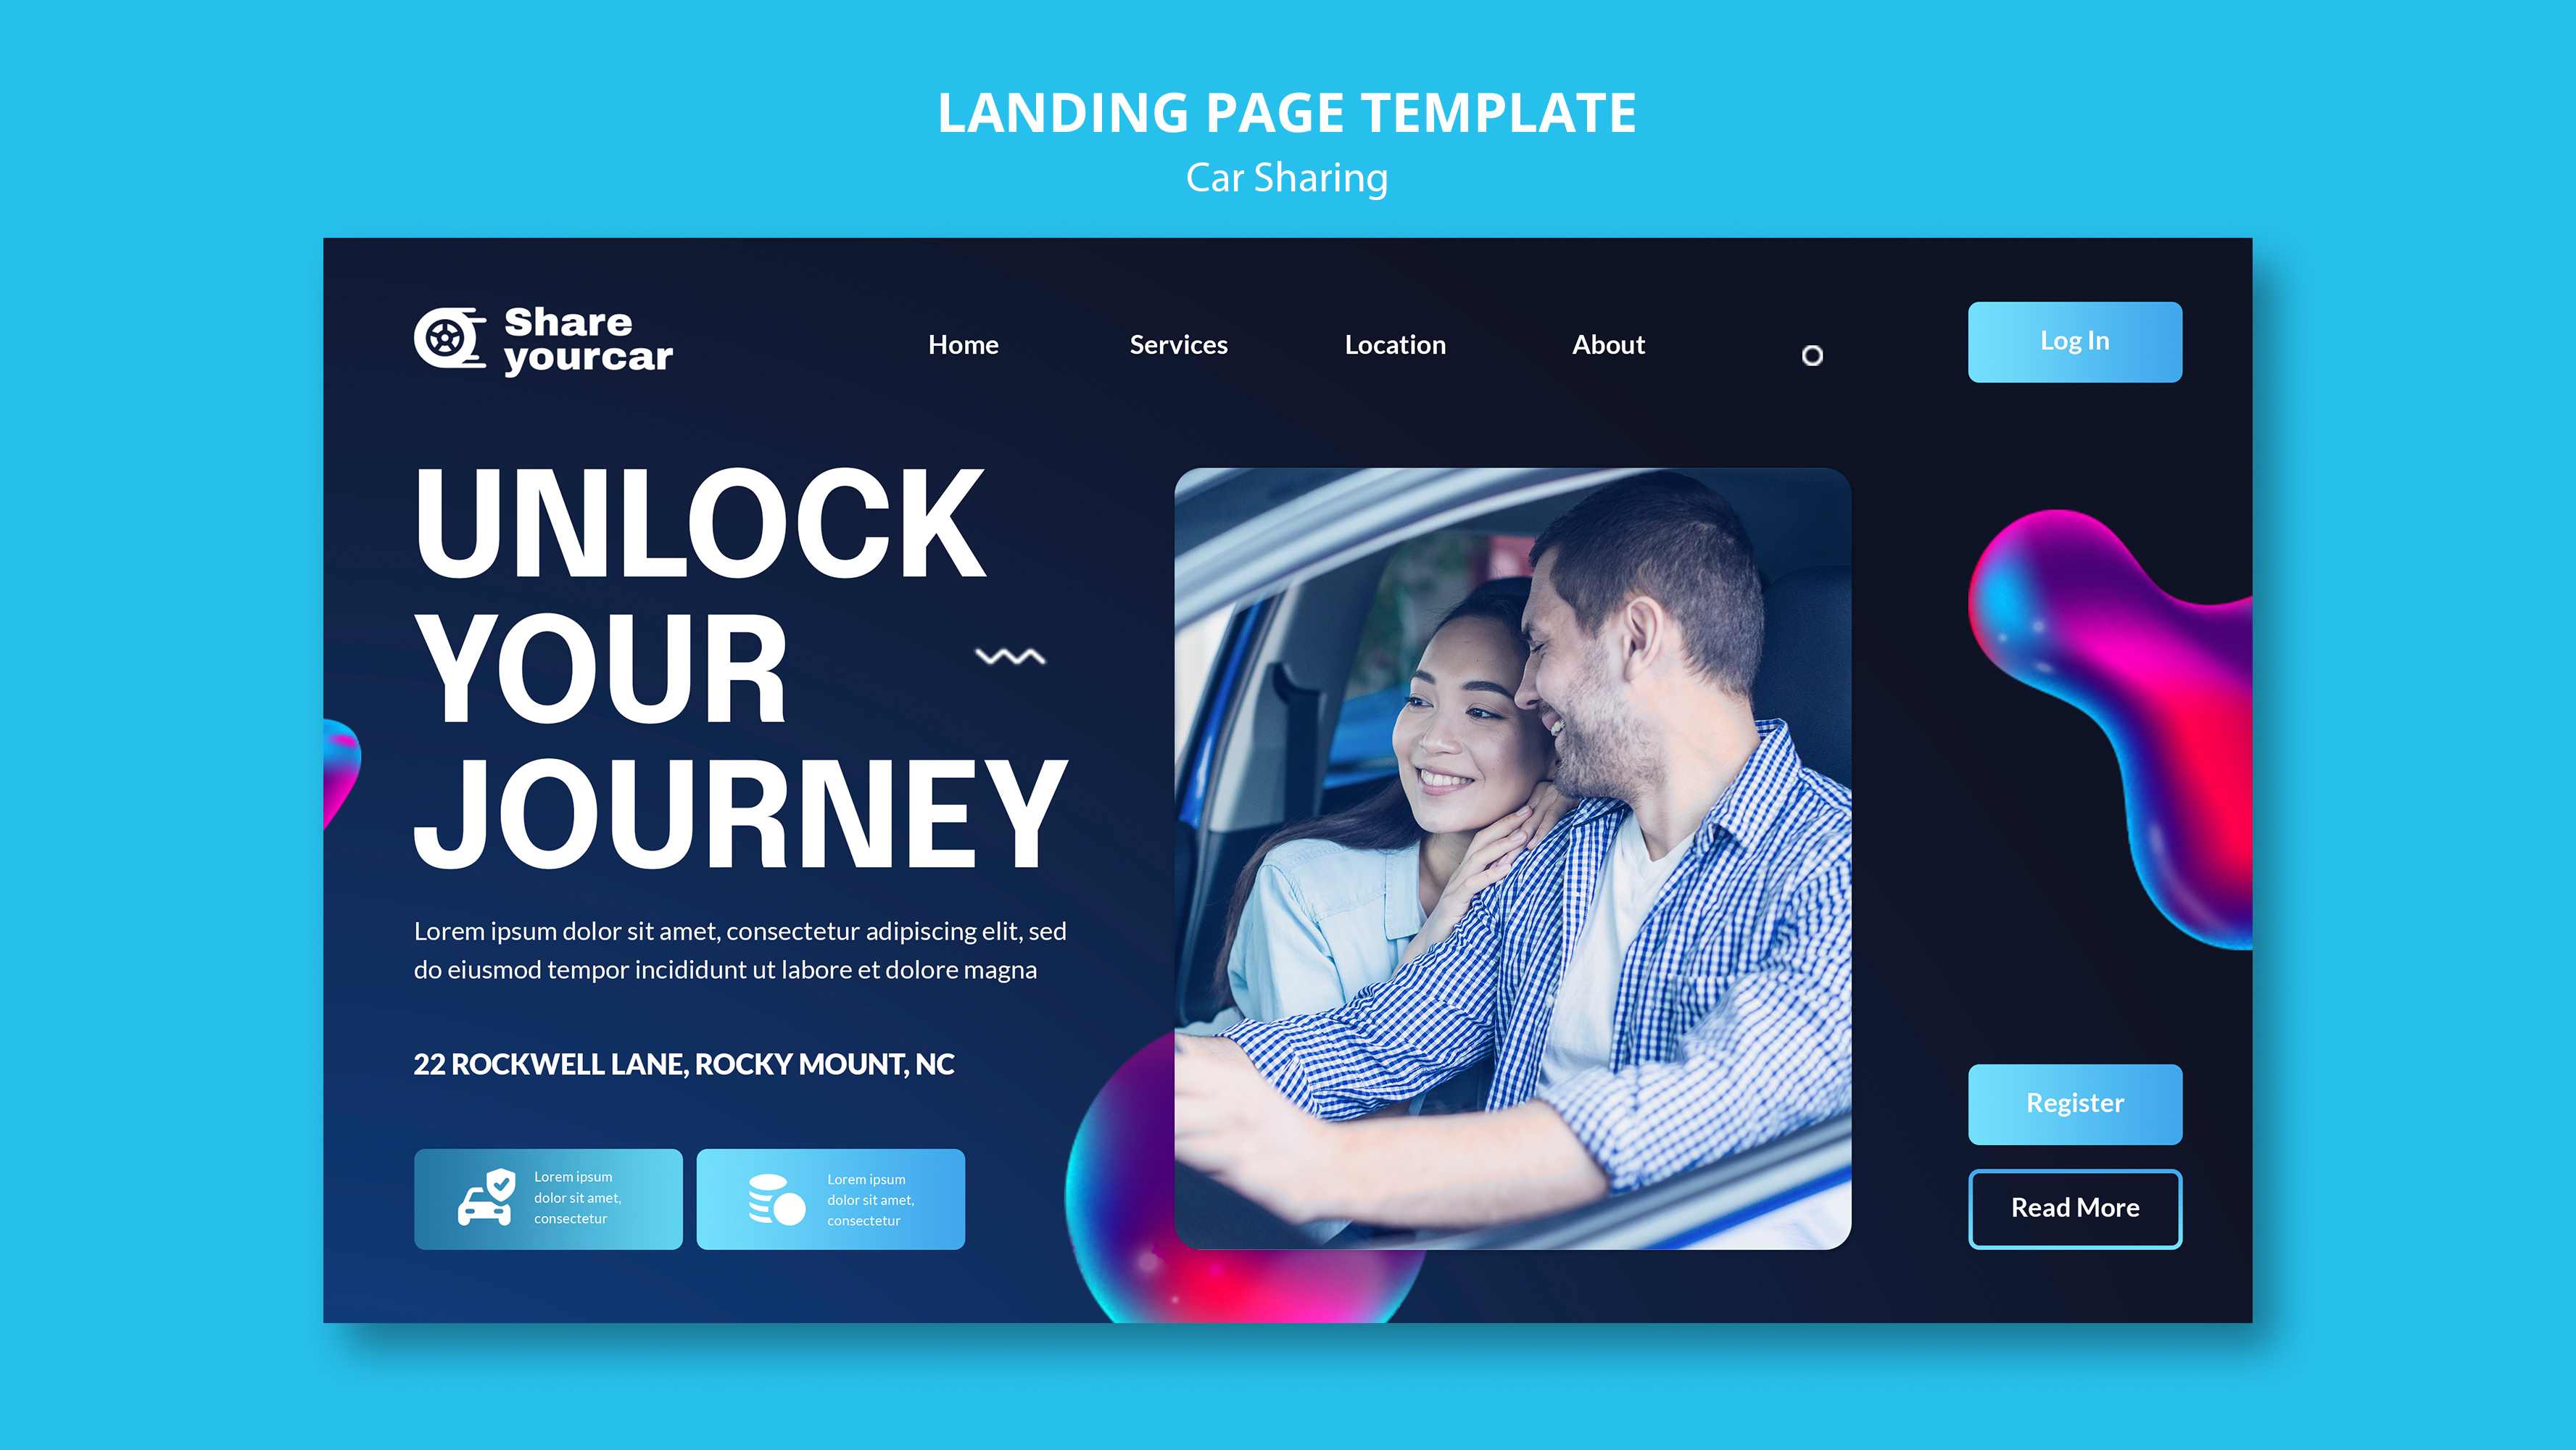 LANDING PAGE TEMPLATE
Car Sharing
Share
yourcar
Home
Services
Location
About
Log In
UNLOCK
YOUR
JOURNEY
Lorem ipsum dolor sit amet, consectetur adipiscing elit, sed
do eiusmod tempor incididunt ut labore et dolore magna
22 ROCKWELL LANE, ROCKY MOUNT, NC
Lorem ipsum
dolor sit amet,
consectetur
Lorem ipsum
dolor sit amet,
consectetur
Register
Read More